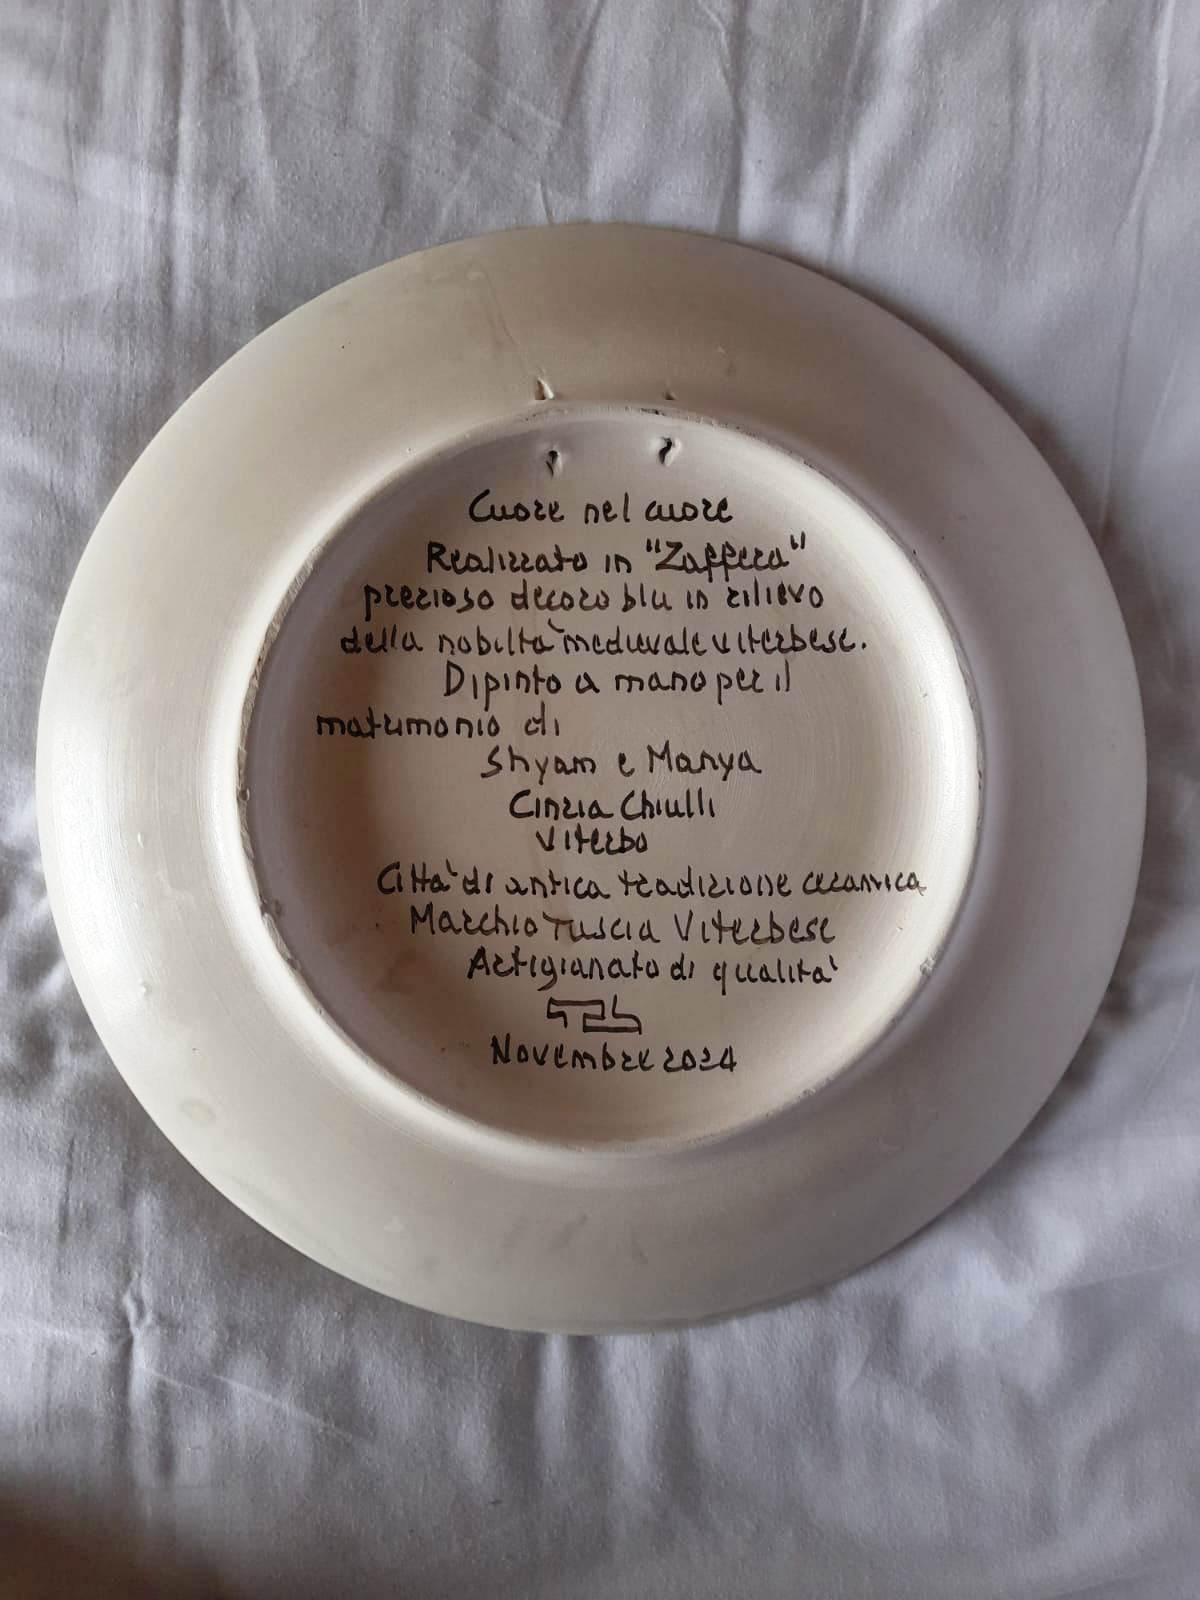 Cuore nel cuore
Realizzato in "Zaffera"
prezioso decoro blu in rilievo
della nobiltà medievale viterbese.
Dipinto a mano per il
matrimonio di
Shyam e Manya
Cinzia Chiulli
Viterbo
Città di antica tradizione ceramica
Marchio Tuscia Viterbese
Artigianato di qualità
Novembre 2024